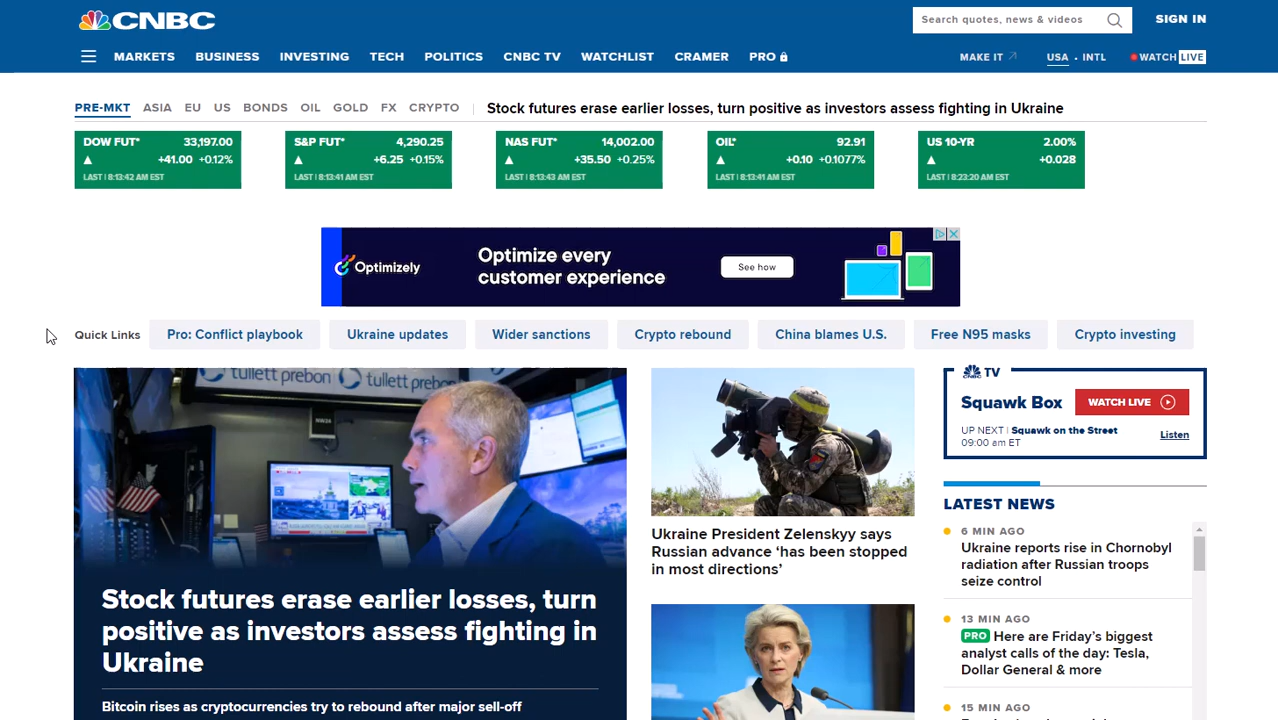 CNBC
Search quotes, news & videos
SIGN IN
MARKETS BUSINESS INVESTING TECH POLITICS CNBC TV WATCHLIST CRAMER PRO
MAKE IT USA • INTL WATCH LIVE
PRE-MKT ASIA EU US BONDS OIL GOLD FX CRYPTO
Stock futures erase earlier losses, turn positive as investors assess fighting in Ukraine
DOW FUT* 33,197.00
+41.00 +0.12%
LAST | 8:13:42 AM EST
S&P FUT* 4,290.25
+6.25 +0.15%
LAST | 8:13:41 AM EST
NAS FUT* 14,002.00
+35.50 +0.25%
LAST | 8:13:43 AM EST
OIL* 92.91
+0.10 +0.1077%
LAST | 8:13:41 AM EST
US 10-YR 2.00%
+0.028
LAST | 8:23:20 AM EST
Optimizely
Optimize every
customer experience
See how
Quick Links
Pro: Conflict playbook
Ukraine updates
Wider sanctions
Crypto rebound
China blames U.S.
Free N95 masks
Crypto investing
tullett prebon tullett prebon
Stock futures erase earlier losses, turn
positive as investors assess fighting in
Ukraine
Bitcoin rises as cryptocurrencies try to rebound after major sell-off
Ukraine President Zelenskyy says
Russian advance ‘has been stopped
in most directions’
CNBC TV
Squawk Box
WATCH LIVE
UP NEXT | Squawk on the Street
09:00 am ET
Listen
LATEST NEWS
6 MIN AGO
Ukraine reports rise in Chornobyl
radiation after Russian troops
seize control
13 MIN AGO
PRO Here are Friday’s biggest
analyst calls of the day: Tesla,
Dollar General & more
15 MIN AGO